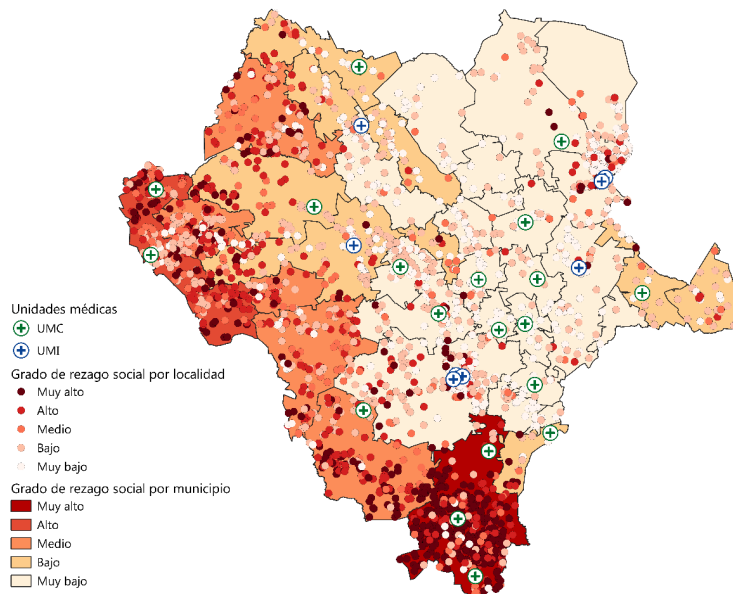 Unidades médicas
UMC
UMI
Grado de rezago social por localidad
Muy alto
Alto
Medio
Bajo
Muy bajo
Grado de rezago social por municipio
Muy alto
Alto
Medio
Bajo
Muy bajo